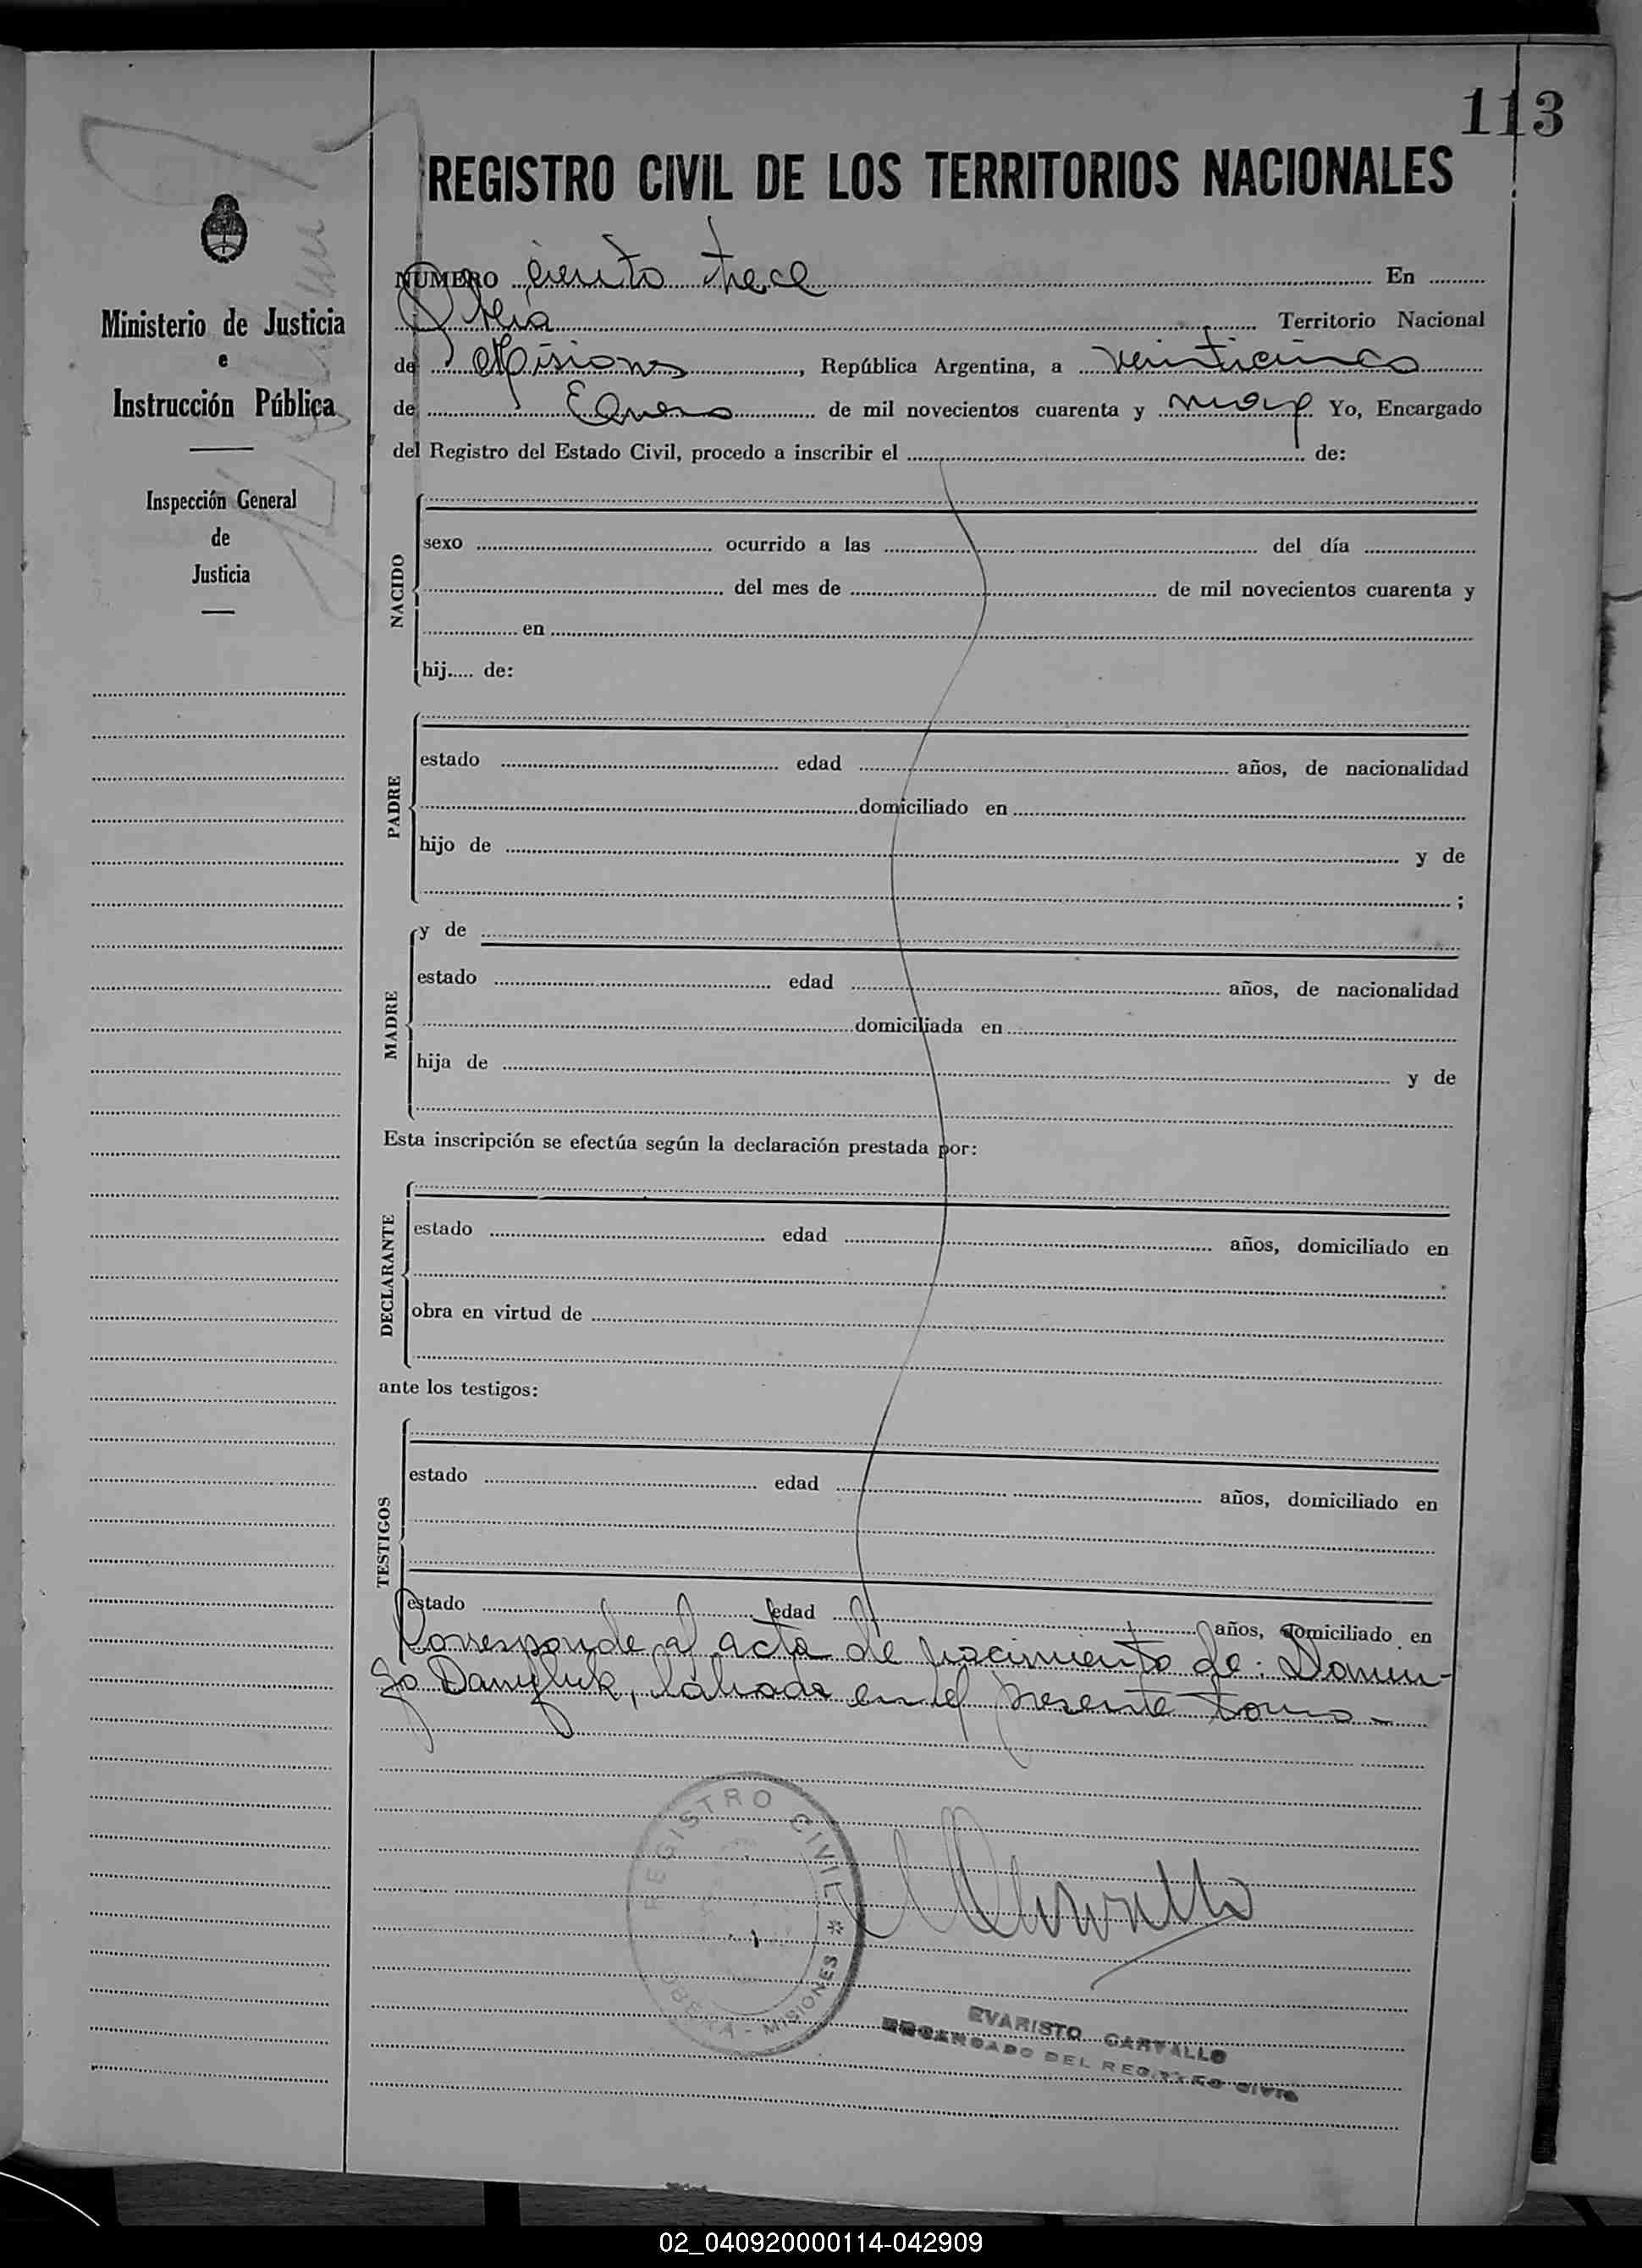 113
REGISTRO CIVIL DE LOS TERRITORIOS NACIONALES
Ministerio de Justicia
e
Instrucción Pública
Inspección General
de
Justicia
NUMERO ciento trece En
Oberá Territorio Nacional
de Misiones, República Argentina, a veinticinco
de Enero de mil novecientos cuarenta y Yo, Encargado
del Registro del Estado Civil, procedo a inscribir el de:
NACIDO
sexo ocurrido a las del día
del mes de de mil novecientos cuarenta y
en
hij..... de:
PADRE
estado edad años, de nacionalidad
domiciliado en
hijo de y de
;
MADRE
y de
estado edad años, de nacionalidad
domiciliada en
hija de y de
Esta inscripción se efectúa según la declaración prestada por:
DECLARANTE
estado edad años, domiciliado en
obra en virtud de
ante los testigos:
TESTIGOS
estado edad años, domiciliado en
estado edad años, domiciliado en
Corresponde al acta de nacimiento de: Domin-
go Danyluk, labrada en el presente tomo-
REGISTRO CIVIL
OBERÁ - MISIONES
EVARISTO CARVALLO
ENCARGADO DEL REGISTRO CIVIL
02_040920000114-042909